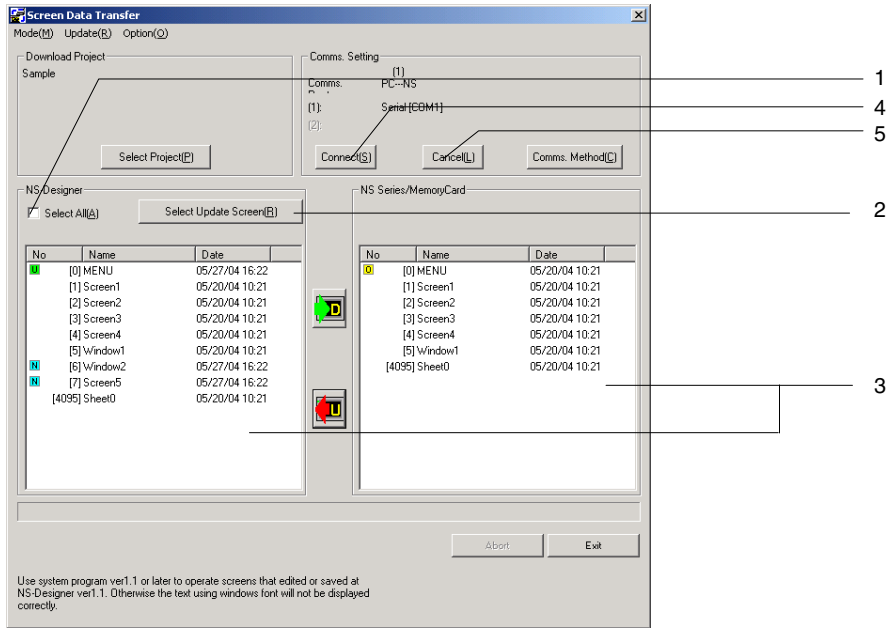 Screen Data Transfer
Mode(M) Update(R) Option(O)
Download Project
Sample
Select Project(P)
Comms. Setting
(1)
Comms. PC---NS
(1): Serial [COM1]
(2):
Connect(S) Cancel(L) Comms. Method(C)
1
4
5
NS-Designer
Select All(A) Select Update Screen(R)
2
No Name Date
U [0] MENU 05/27/04 16:22
[1] Screen1 05/20/04 10:21
[2] Screen2 05/20/04 10:21
[3] Screen3 05/20/04 10:21
[4] Screen4 05/20/04 10:21
[5] Window1 05/20/04 10:21
N [6] Window2 05/27/04 16:22
N [7] Screen5 05/27/04 16:22
[4095] Sheet0 05/20/04 10:21
D
U
NS Series/MemoryCard
No Name Date
O [0] MENU 05/20/04 10:21
[1] Screen1 05/20/04 10:21
[2] Screen2 05/20/04 10:21
[3] Screen3 05/20/04 10:21
[4] Screen4 05/20/04 10:21
[5] Window1 05/20/04 10:21
[4095] Sheet0 05/20/04 10:21
3
Abort Exit
Use system program ver1.1 or later to operate screens that edited or saved at
NS-Designer ver1.1. Otherwise the text using windows font will not be displayed
correctly.